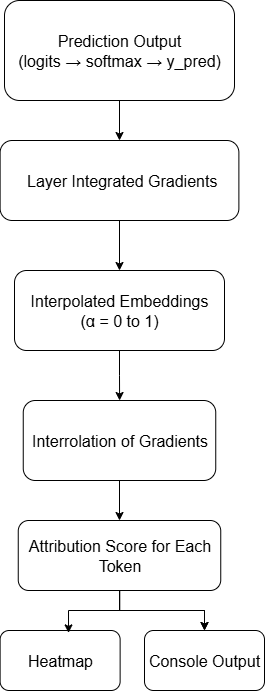 Prediction Output
(logits → softmax → y_pred)
Layer Integrated Gradients
Interpolated Embeddings
(α = 0 to 1)
Interrolation of Gradients
Attribution Score for Each
Token
Heatmap
Console Output